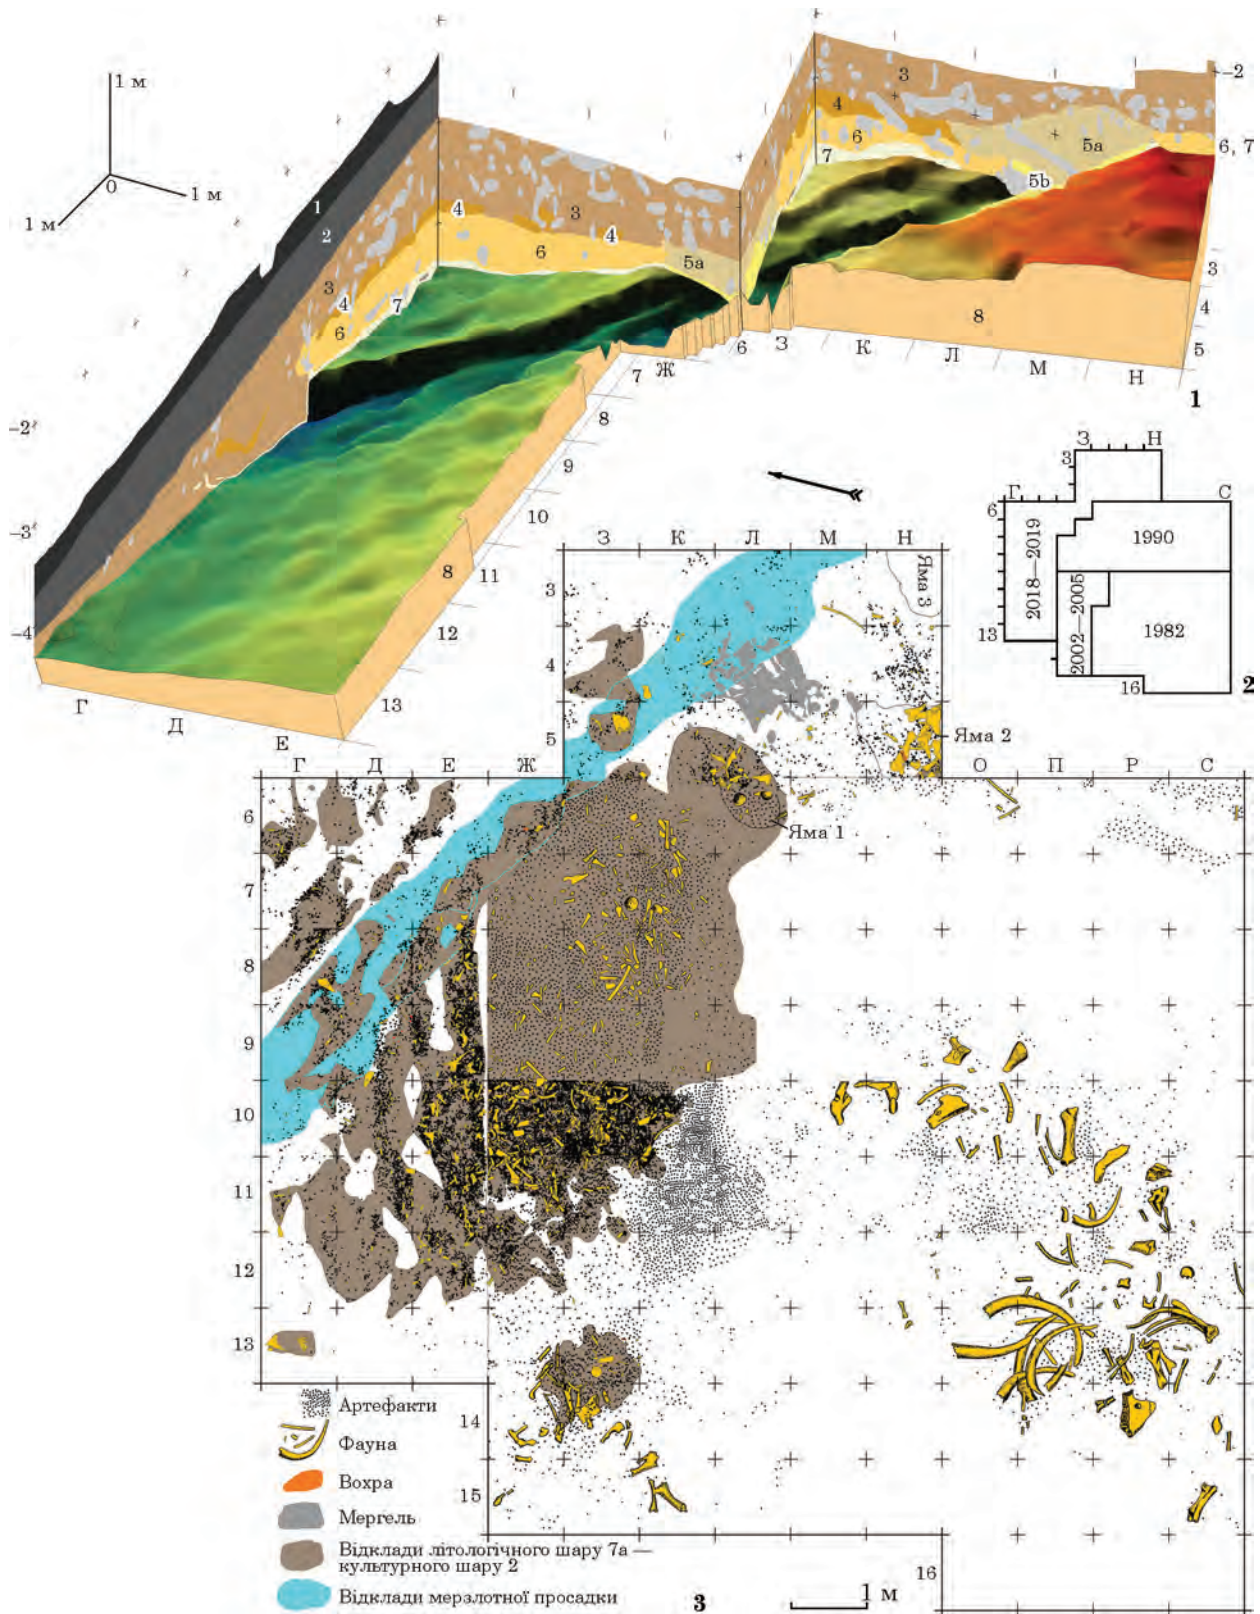 1 м
0
1 м
1 м
1
2
3
4
6
7
4
3
4
6
5а
3
4
6
7
5а
5b
6, 7
–2
3
4
5
8
6
З
К
Л
М
Н
1
7
Ж
8
9
10
11
8
12
13
–2
–3
–4
Г
Д
Е
З
Н
3
Г
С
6
1990
2018—2019
2002—2005
1982
13
16
2
З
К
Л
М
Н
3
Яма 3
4
5
Яма 2
Г
Д
Е
Ж
О
П
Р
С
6
Яма 1
7
8
9
10
11
12
13
14
15
16
Артефакти
Фауна
Вохра
Мергель
Відклади літологічного шару 7а —
культурного шару 2
Відклади мерзлотної просадки
3
1 м